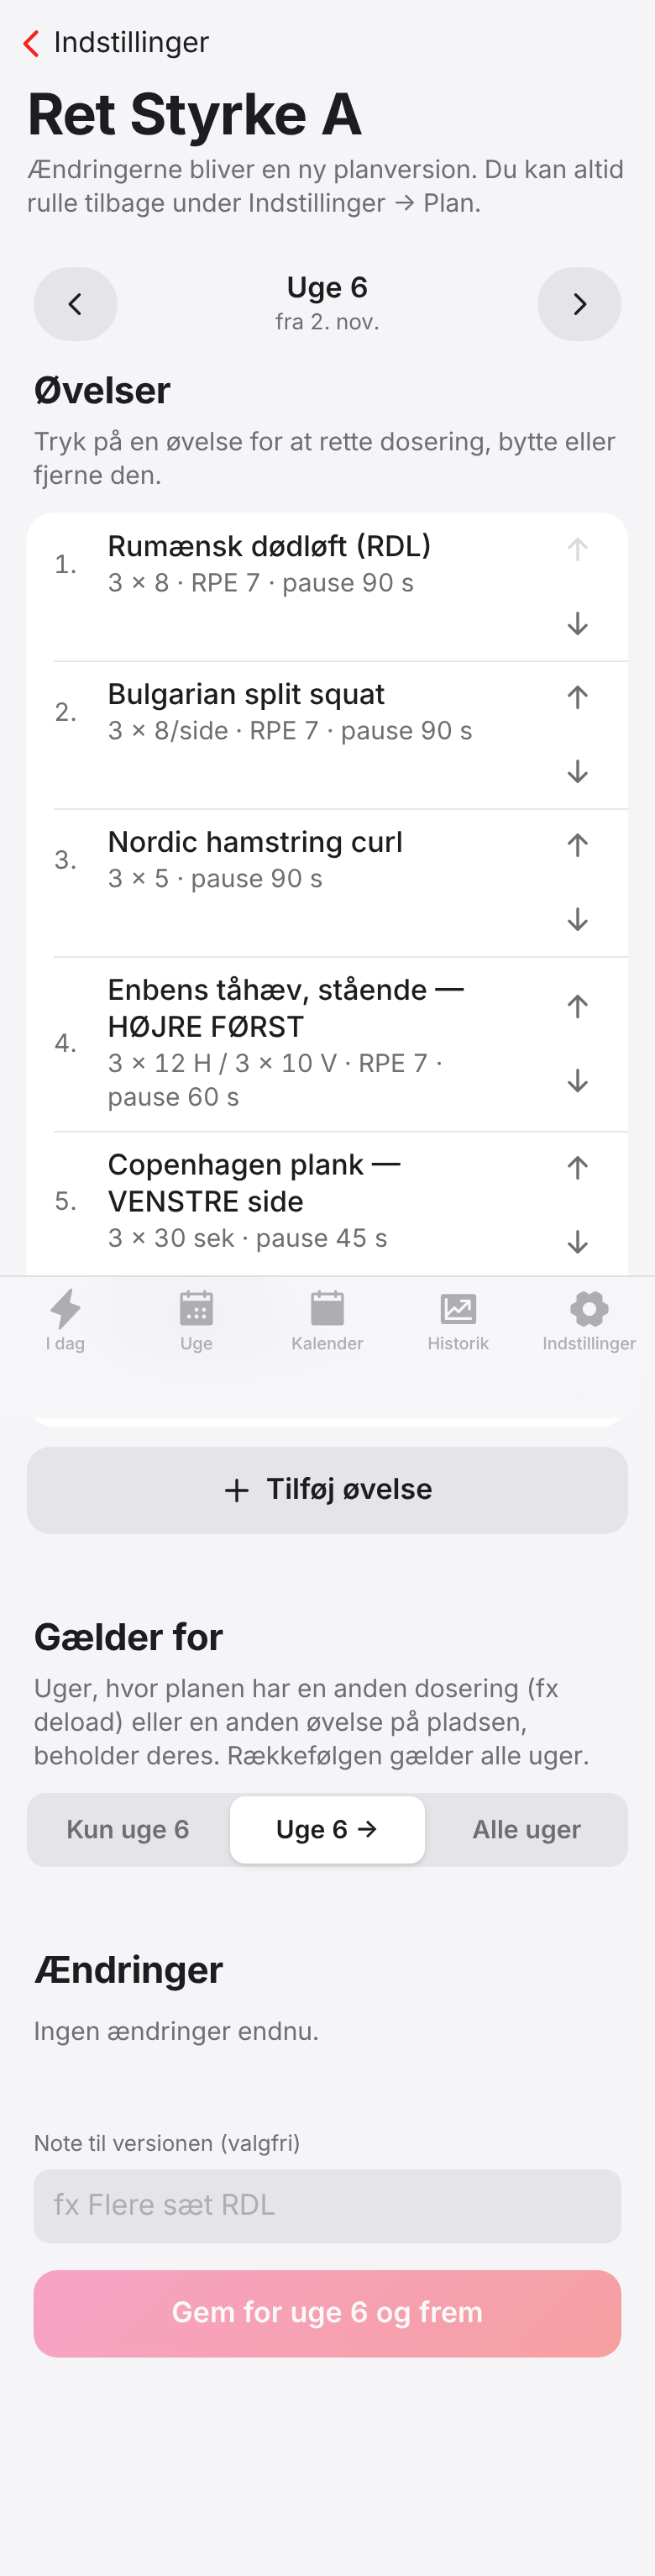 Indstillinger
Ret Styrke A
Ændringerne bliver en ny planversion. Du kan altid
rulle tilbage under Indstillinger → Plan.
Uge 6
fra 2. nov.
Øvelser
Tryk på en øvelse for at rette dosering, bytte eller
fjerne den.
1.
Rumænsk dødløft (RDL)
3 × 8 · RPE 7 · pause 90 s
2.
Bulgarian split squat
3 × 8/side · RPE 7 · pause 90 s
3.
Nordic hamstring curl
3 × 5 · pause 90 s
4.
Enbens tåhæv, stående —
HØJRE FØRST
3 × 12 H / 3 × 10 V · RPE 7 ·
pause 60 s
5.
Copenhagen plank —
VENSTRE side
3 × 30 sek · pause 45 s
I dag
Uge
Kalender
Historik
Indstillinger
+ Tilføj øvelse
Gælder for
Uger, hvor planen har en anden dosering (fx
deload) eller en anden øvelse på pladsen,
beholder deres. Rækkefølgen gælder alle uger.
Kun uge 6
Uge 6 →
Alle uger
Ændringer
Ingen ændringer endnu.
Note til versionen (valgfri)
fx Flere sæt RDL
Gem for uge 6 og frem